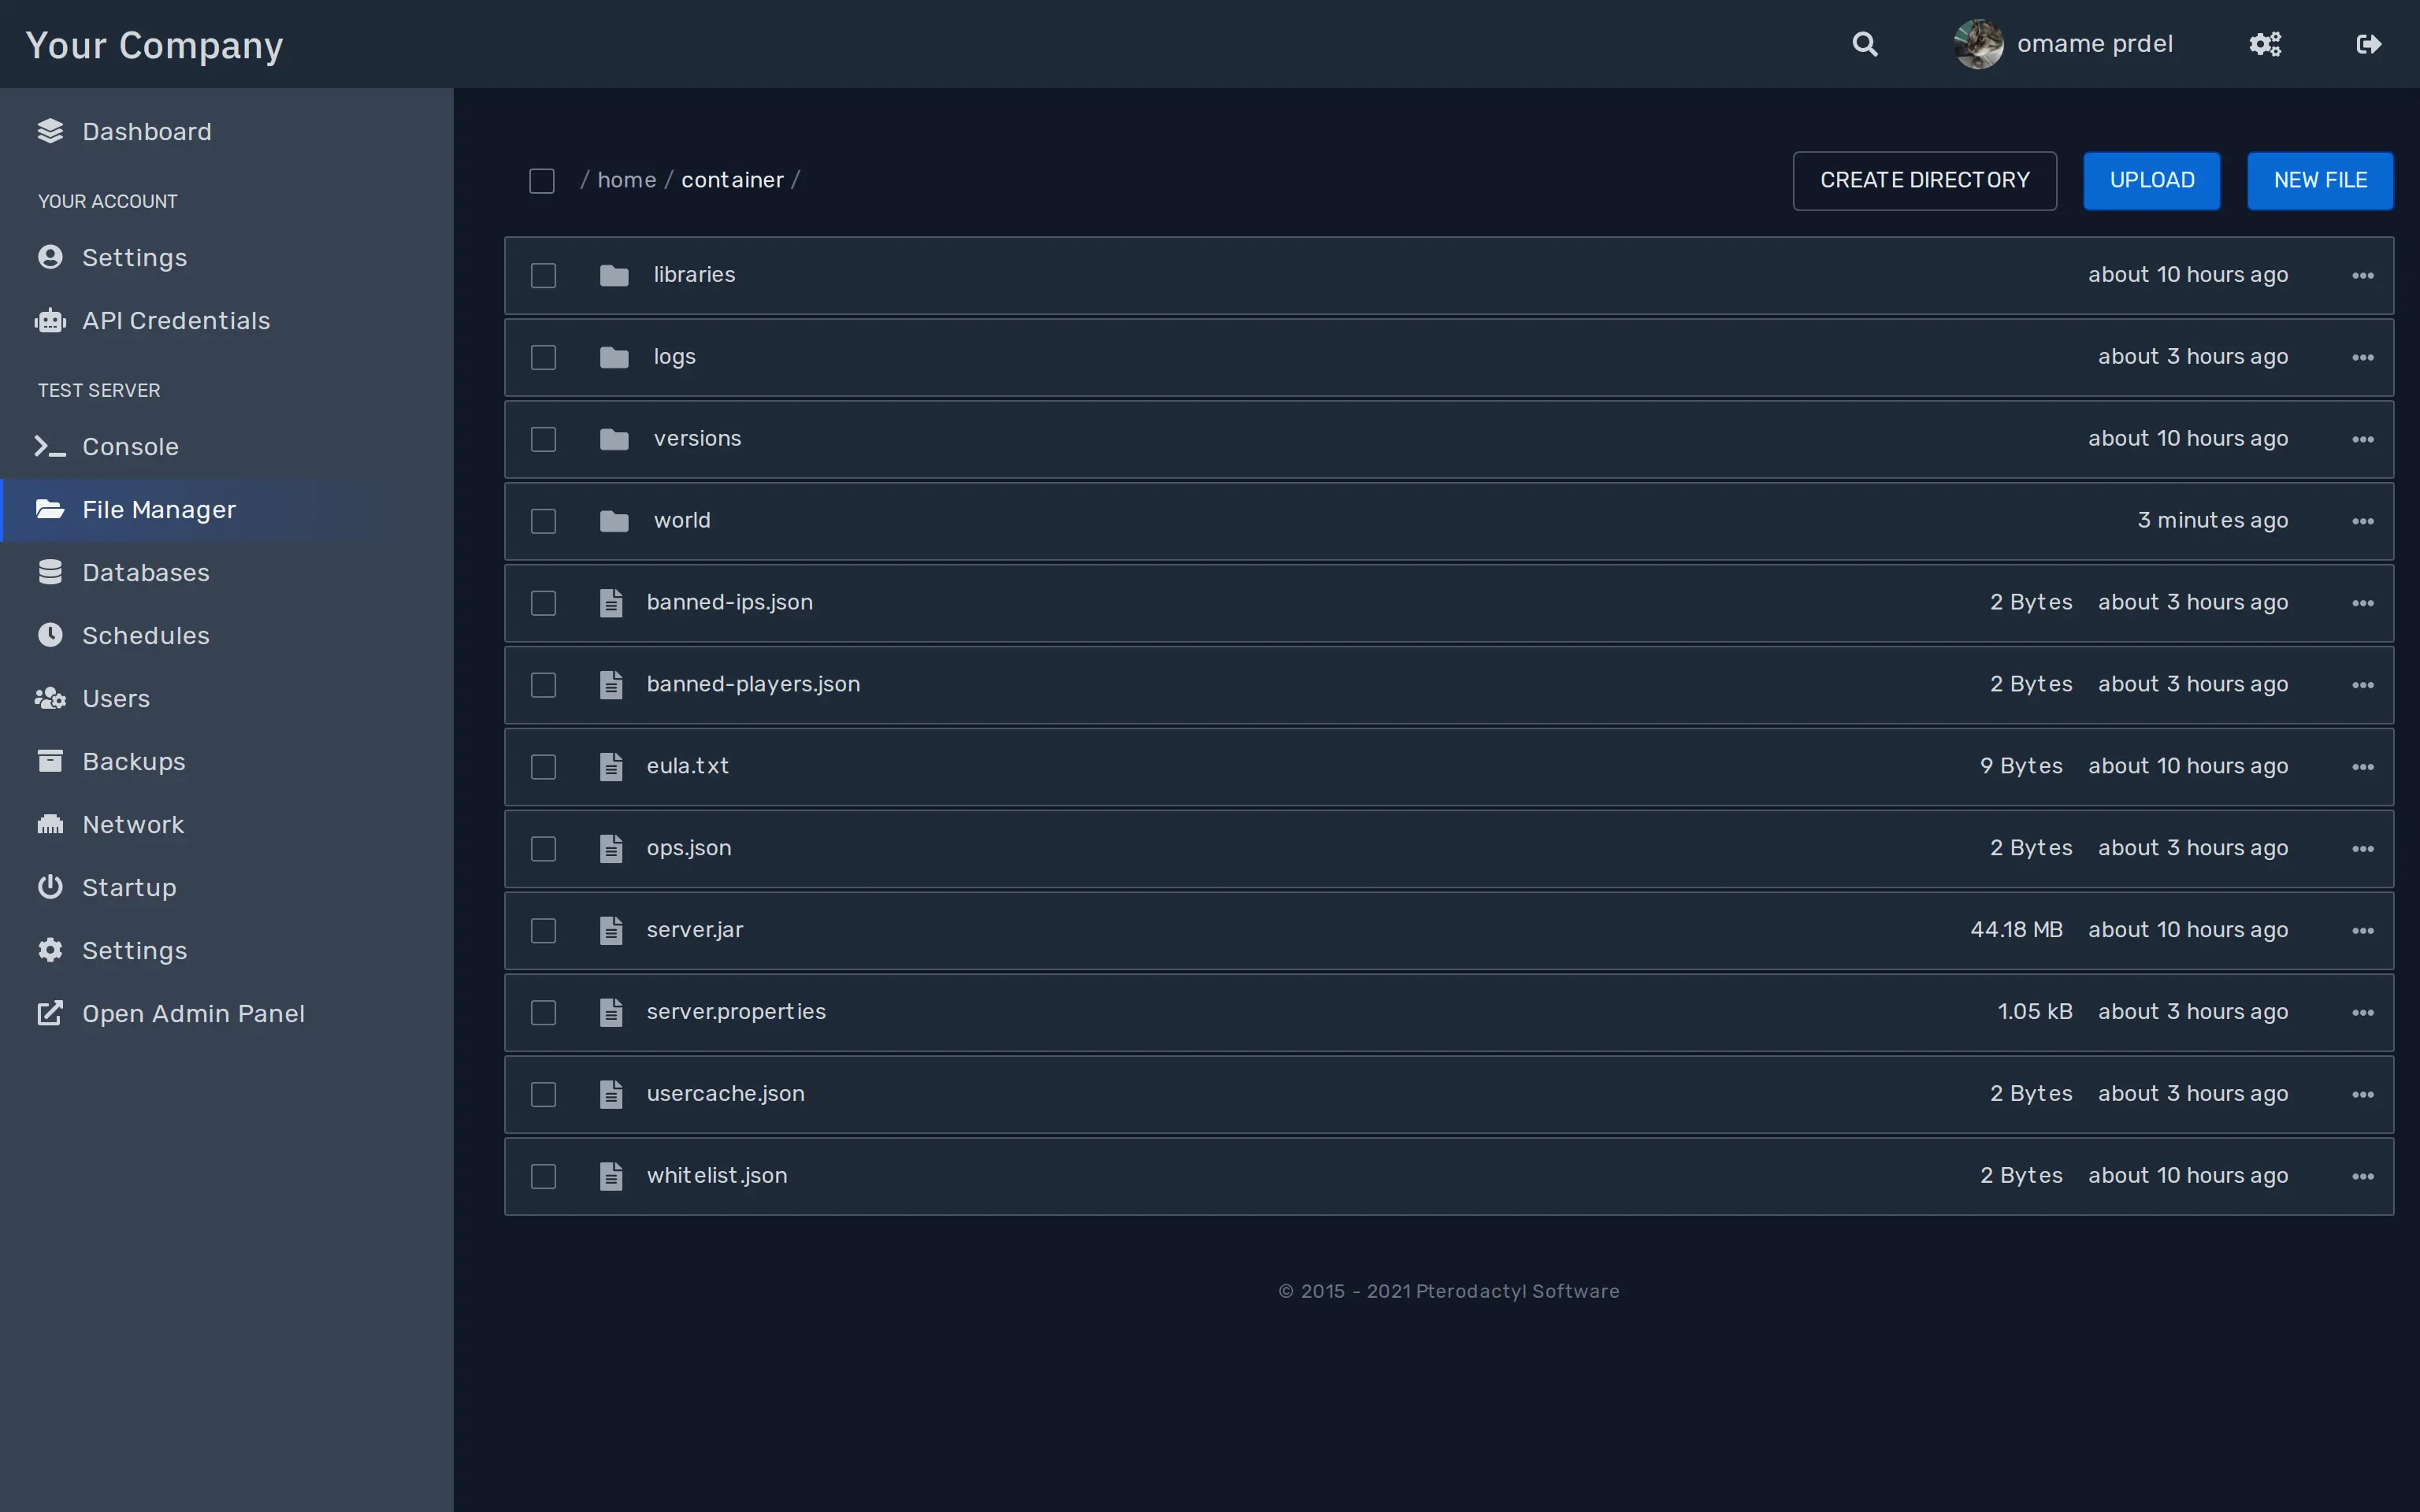 Your Company
omame prdel
Dashboard
YOUR ACCOUNT
Settings
API Credentials
TEST SERVER
Console
File Manager
Databases
Schedules
Users
Backups
Network
Startup
Settings
Open Admin Panel
/ home / container /
CREATE DIRECTORY
UPLOAD
NEW FILE
libraries about 10 hours ago
logs about 3 hours ago
versions about 10 hours ago
world 3 minutes ago
banned-ips.json 2 Bytes about 3 hours ago
banned-players.json 2 Bytes about 3 hours ago
eula.txt 9 Bytes about 10 hours ago
ops.json 2 Bytes about 3 hours ago
server.jar 44.18 MB about 10 hours ago
server.properties 1.05 kB about 3 hours ago
usercache.json 2 Bytes about 3 hours ago
whitelist.json 2 Bytes about 10 hours ago
© 2015 - 2021 Pterodactyl Software